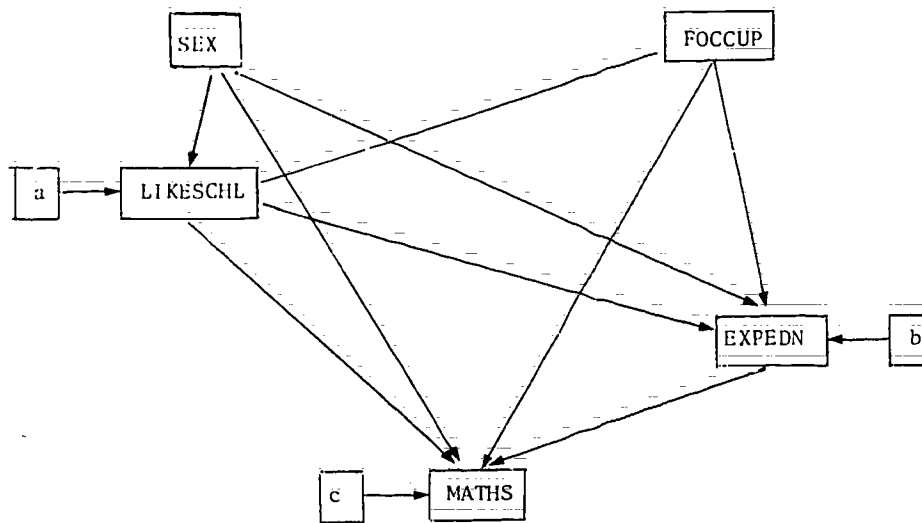 SEX
FOCCUP
a
LIKESCHL
EXPEDN
b
c
MATHS